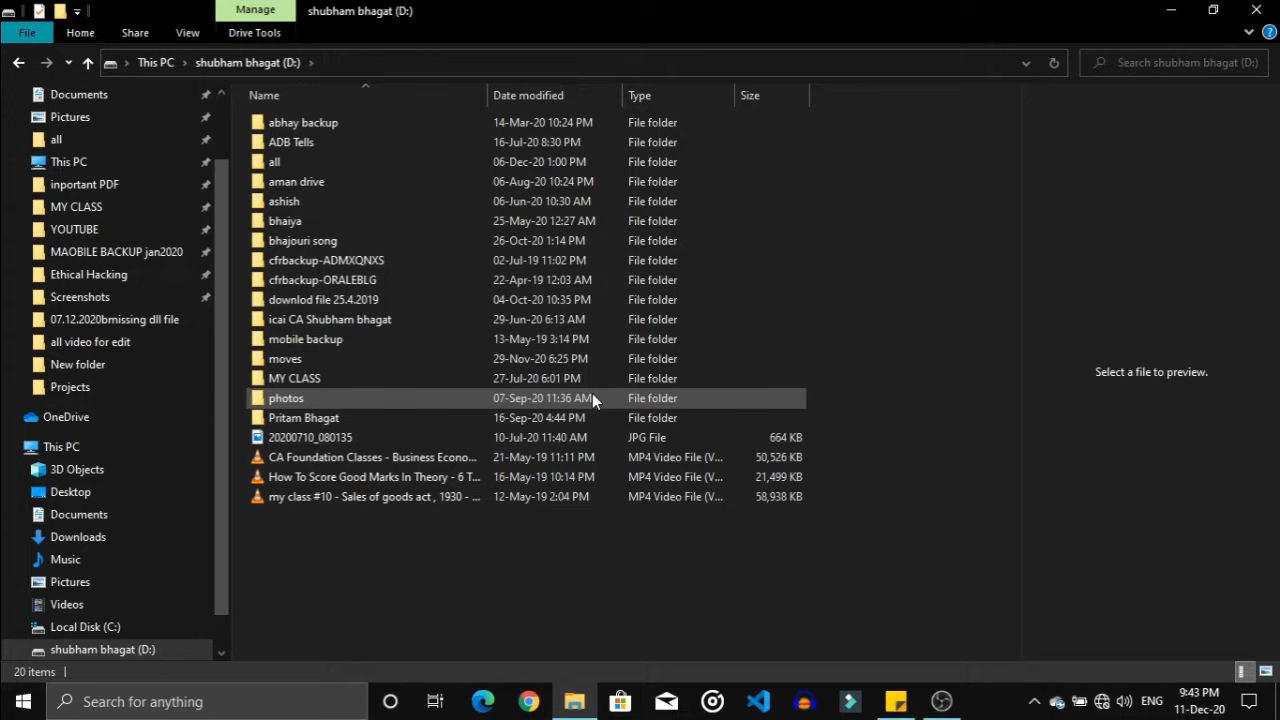 Manage
shubham bhagat (D:)
File
Home
Share
View
Drive Tools
This PC
shubham bhagat (D:)
Search shubham bhagat (D:)
Documents
Pictures
all
This PC
inportant PDF
MY CLASS
YOUTUBE
MAOBILE BACKUP jan2020
Ethical Hacking
Screenshots
07.12.2020bmissing dll file
all video for edit
New folder
Projects
OneDrive
This PC
3D Objects
Desktop
Documents
Downloads
Music
Pictures
Videos
Local Disk (C:)
shubham bhagat (D:)
Name Date modified Type Size
abhay backup 14-Mar-20 10:24 PM File folder
ADB Tells 16-Jul-20 8:30 PM File folder
all 06-Dec-20 1:00 PM File folder
aman drive 06-Aug-20 10:24 PM File folder
ashish 06-Jun-20 10:30 AM File folder
bhaiya 25-May-20 12:27 AM File folder
bhajouri song 26-Oct-20 1:14 PM File folder
cfrbackup-ADMXQNXS 02-Jul-19 11:02 PM File folder
cfrbackup-ORALEBLG 22-Apr-19 12:03 AM File folder
downlod file 25.4.2019 04-Oct-20 10:35 PM File folder
icai CA Shubham bhagat 29-Jun-20 6:13 AM File folder
mobile backup 13-May-19 3:14 PM File folder
moves 29-Nov-20 6:25 PM File folder
MY CLASS 27-Jul-20 6:01 PM File folder
photos 07-Sep-20 11:36 AM File folder
Pritam Bhagat 16-Sep-20 4:44 PM File folder
20200710_080135 10-Jul-20 11:40 AM JPG File 664 KB
CA Foundation Classes - Business Econo... 21-May-19 11:11 PM MP4 Video File (V... 50,526 KB
How To Score Good Marks In Theory - 6 T... 16-May-19 10:14 PM MP4 Video File (V... 21,499 KB
my class #10 - Sales of goods act , 1930 - ... 12-May-19 2:04 PM MP4 Video File (V... 58,938 KB
Select a file to preview.
20 items
Search for anything
ENG
9:43 PM
11-Dec-20